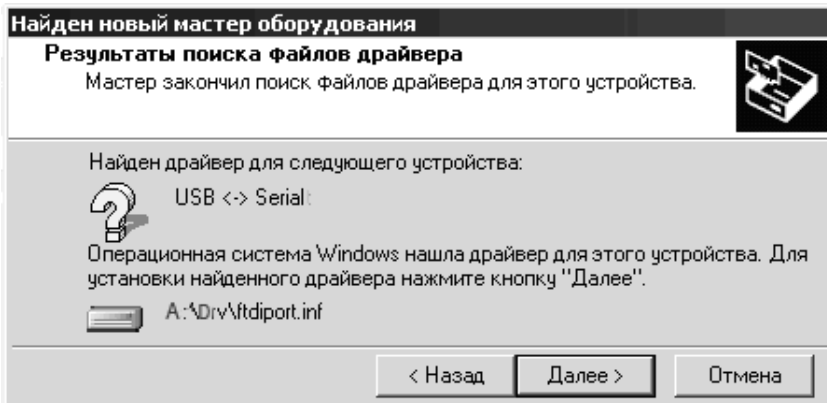 Найден новый мастер оборудования
Результаты поиска файлов драйвера
Мастер закончил поиск файлов драйвера для этого устройства.
Найден драйвер для следующего устройства:
USB <-> Serial
Операционная система Windows нашла драйвер для этого устройства. Для
установки найденного драйвера нажмите кнопку "Далее".
A:\Drv\ftdiport.inf
< Назад Далее > Отмена